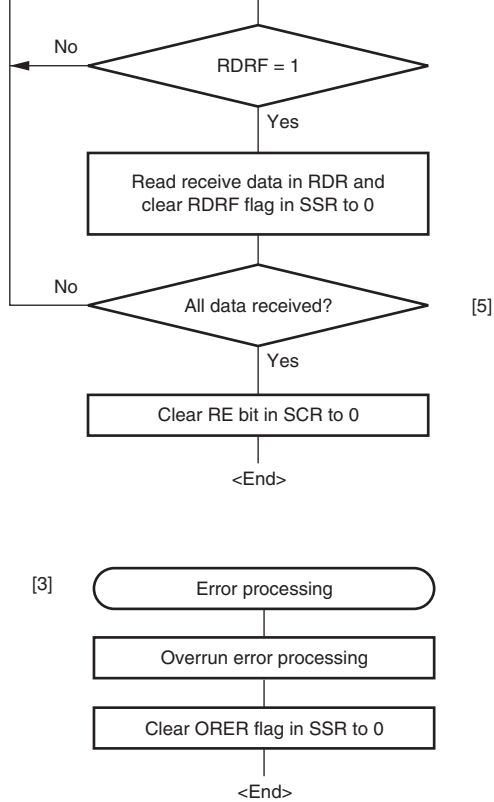 No
RDRF = 1
Yes
Read receive data in RDR and
clear RDRF flag in SSR to 0
No
All data received?
[5]
Yes
Clear RE bit in SCR to 0
<End>
[3]
Error processing
Overrun error processing
Clear ORER flag in SSR to 0
<End>